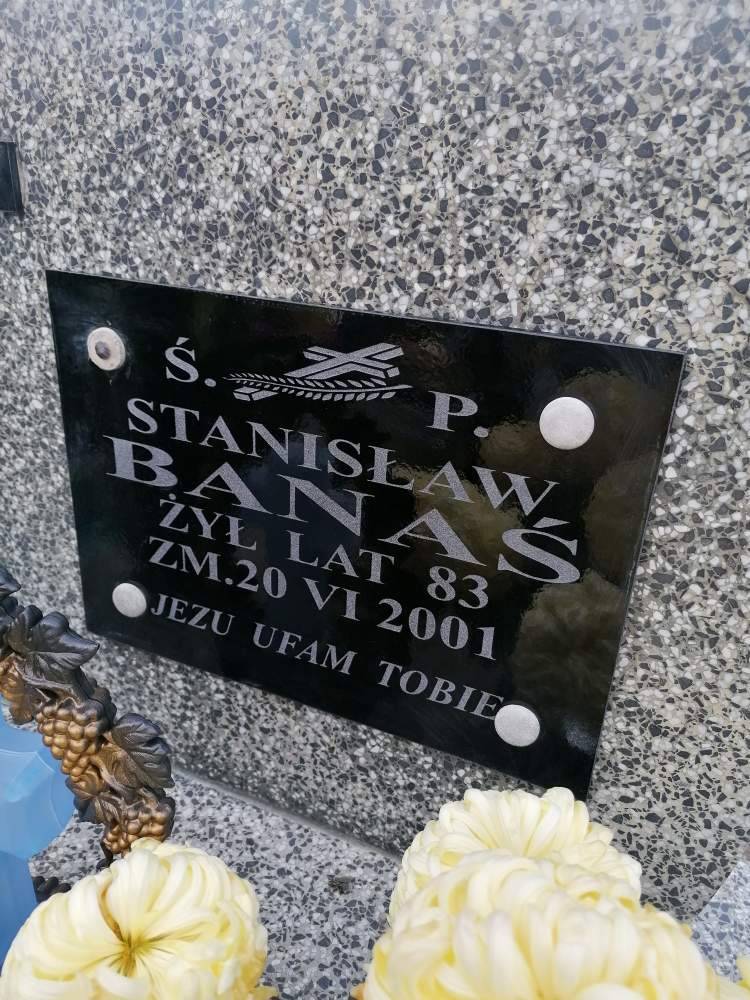 Ś. P.
STANISŁAW
BANAŚ
ŻYŁ LAT 83
ZM.20 VI 2001
JEZU UFAM TOBIE